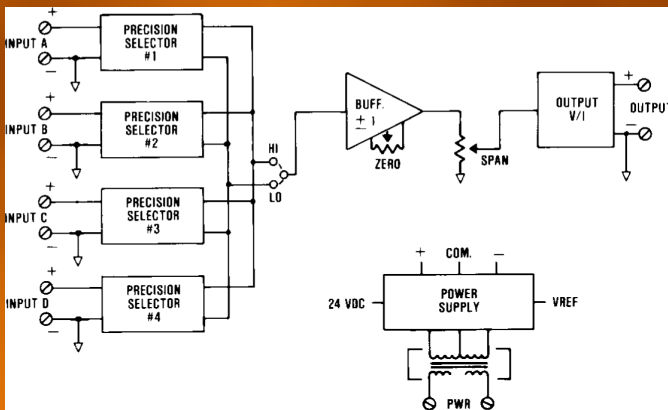 +
INPUT A
−
PRECISION
SELECTOR
#1
+
INPUT B
−
PRECISION
SELECTOR
#2
+
INPUT C
−
PRECISION
SELECTOR
#3
+
INPUT D
−
PRECISION
SELECTOR
#4
HI
LO
BUFF.
± 1
ZERO
SPAN
OUTPUT
V/I
+
OUTPUT
−
+ COM. −
24 VDC
POWER
SUPPLY
VREF
PWR